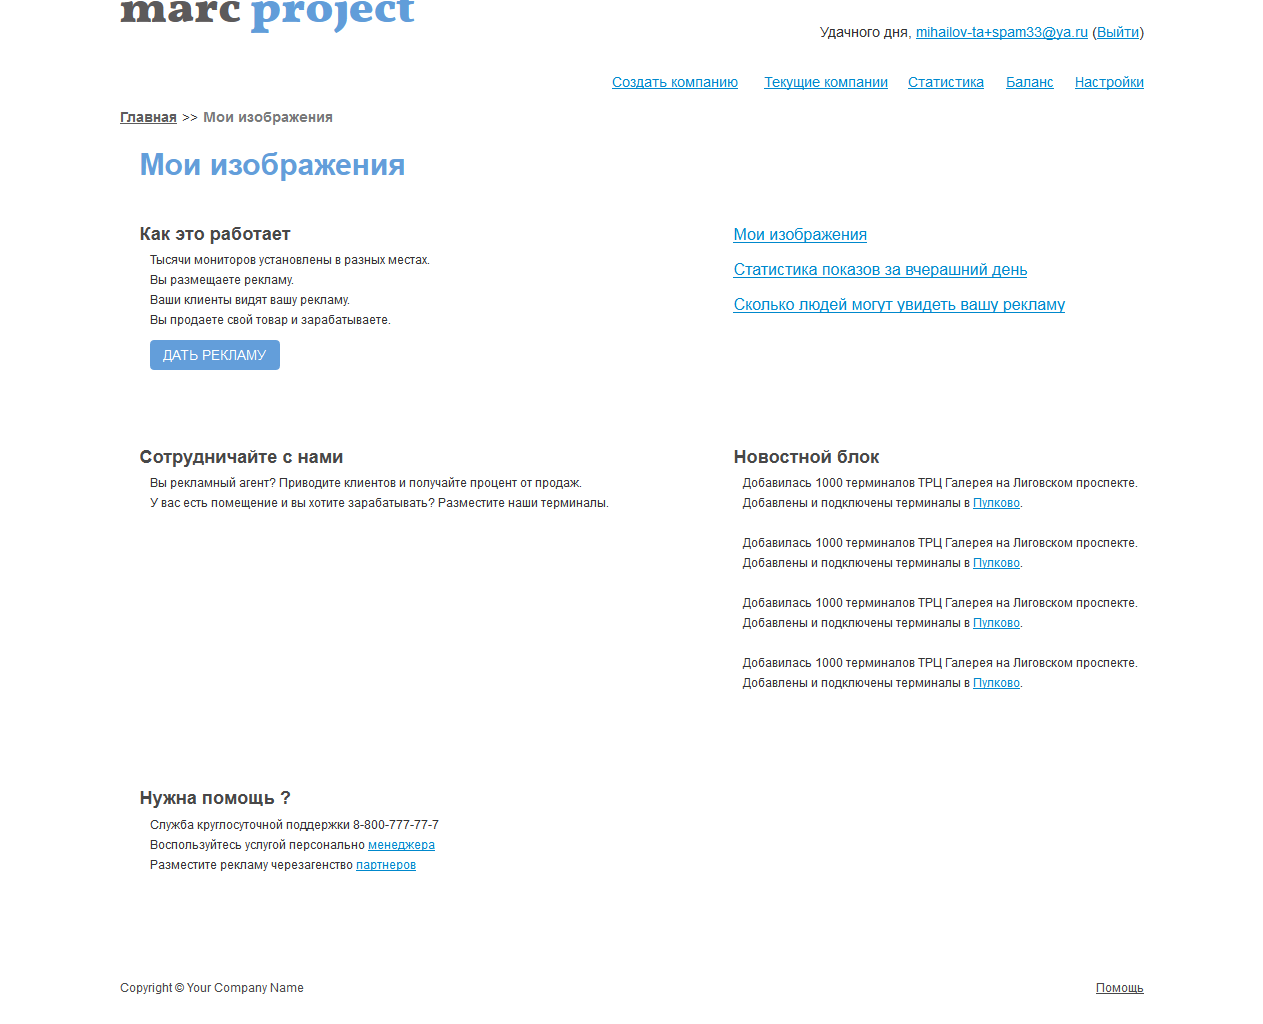 marc project
Удачного дня, mihailov-ta+spam33@ya.ru (Выйти)
Создать компанию Текущие компании Статистика Баланс Настройки
Главная >> Мои изображения
Мои изображения
Как это работает
Тысячи мониторов установлены в разных местах.
Вы размещаете рекламу.
Ваши клиенты видят вашу рекламу.
Вы продаете свой товар и зарабатываете.
ДАТЬ РЕКЛАМУ
Мои изображения
Статистика показов за вчерашний день
Сколько людей могут увидеть вашу рекламу
Сотрудничайте с нами
Вы рекламный агент? Приводите клиентов и получайте процент от продаж.
У вас есть помещение и вы хотите зарабатывать? Разместите наши терминалы.
Новостной блок
Добавилась 1000 терминалов ТРЦ Галерея на Лиговском проспекте.
Добавлены и подключены терминалы в Пулково.
Добавилась 1000 терминалов ТРЦ Галерея на Лиговском проспекте.
Добавлены и подключены терминалы в Пулково.
Добавилась 1000 терминалов ТРЦ Галерея на Лиговском проспекте.
Добавлены и подключены терминалы в Пулково.
Добавилась 1000 терминалов ТРЦ Галерея на Лиговском проспекте.
Добавлены и подключены терминалы в Пулково.
Нужна помощь ?
Служба круглосуточной поддержки 8-800-777-77-7
Воспользуйтесь услугой персонально менеджера
Разместите рекламу черезагенство партнеров
Copyright © Your Company Name
Помощь